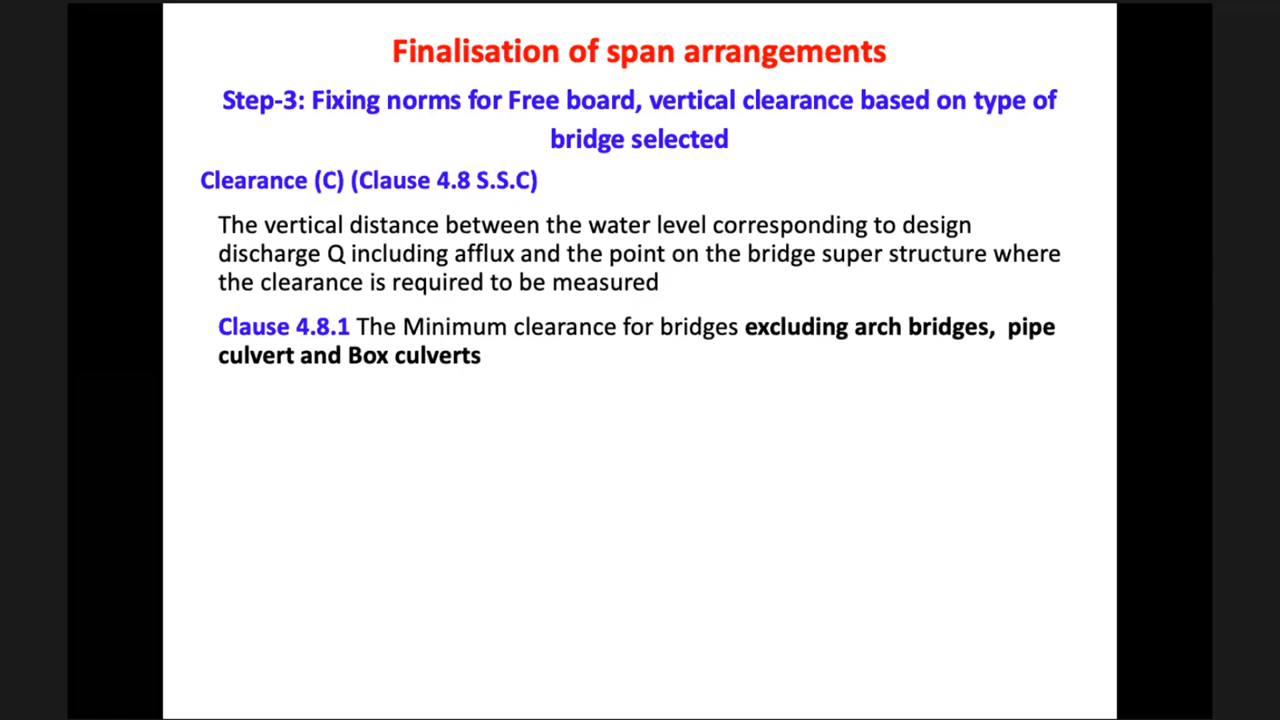 Finalisation of span arrangements
Step-3: Fixing norms for Free board, vertical clearance based on type of
bridge selected
Clearance (C) (Clause 4.8 S.S.C)
The vertical distance between the water level corresponding to design
discharge Q including afflux and the point on the bridge super structure where
the clearance is required to be measured
Clause 4.8.1 The Minimum clearance for bridges excluding arch bridges, pipe
culvert and Box culverts